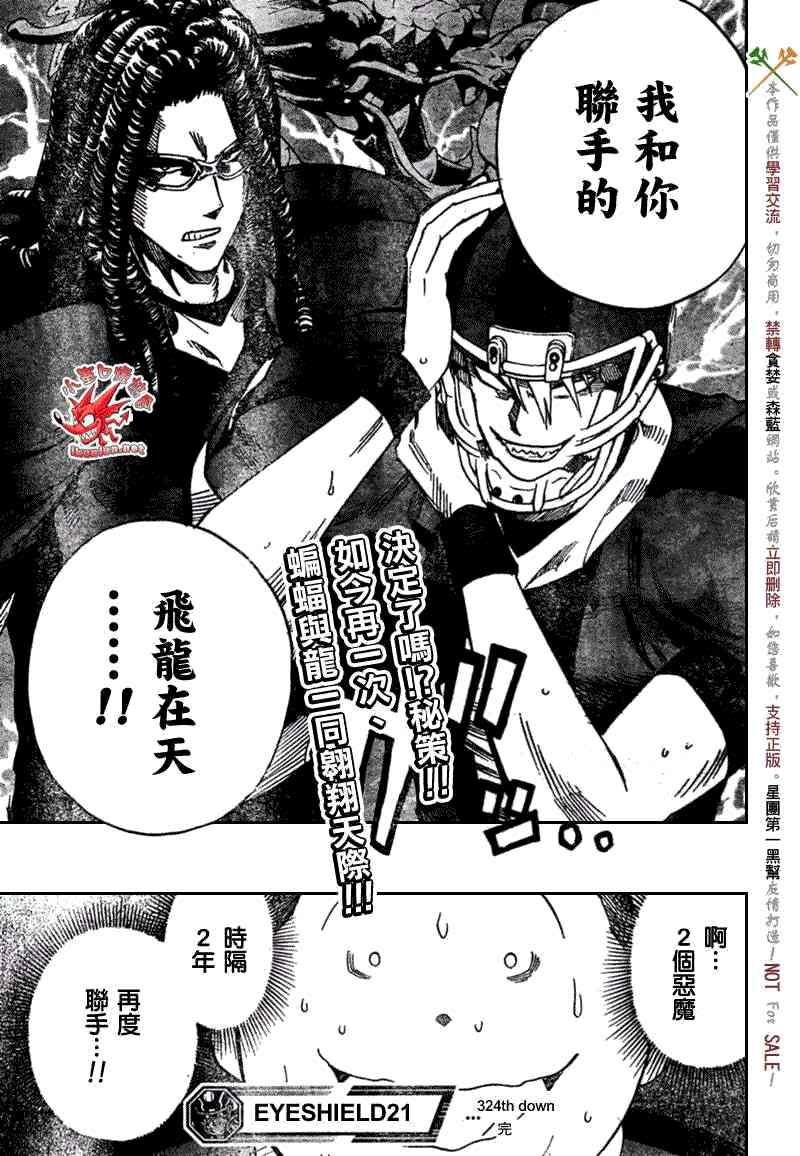 我和你
聯手的
飛龍在天
……!!
決定了嗎!?秘策!!
如今再一次、
蝙蝠與龍一同翱翔天際!!!
啊…
2個惡魔
時隔
2年
再度
聯手…!!
EYESHIELD21
…
324th down
／完
本作品僅供學習交流，切勿商用，禁轉貪婪或森藍網站。欣賞后請立即刪除，如您喜歡，支持正版。星團第一黑幫友情打造—NOT For SALE—